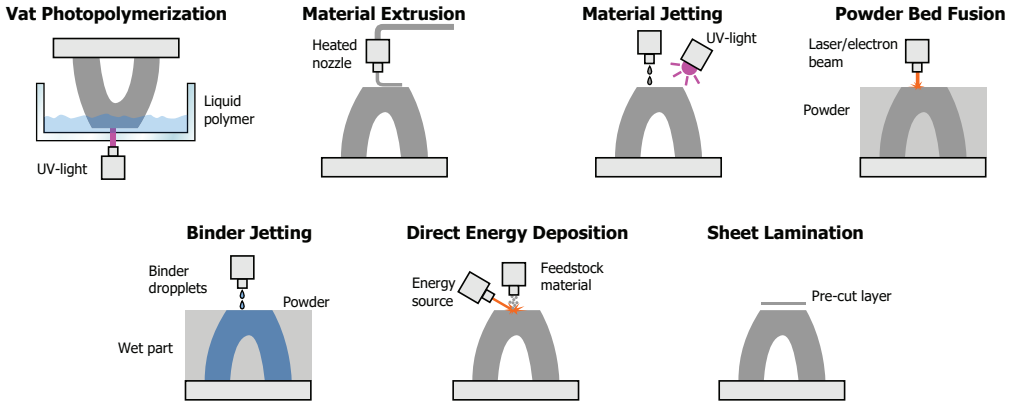 Vat Photopolymerization
Material Extrusion
Material Jetting
Powder Bed Fusion
Liquid
polymer
UV-light
Heated
nozzle
UV-light
Laser/electron
beam
Powder
Binder Jetting
Direct Energy Deposition
Sheet Lamination
Binder
dropplets
Powder
Wet part
Energy
source
Feedstock
material
Pre-cut layer